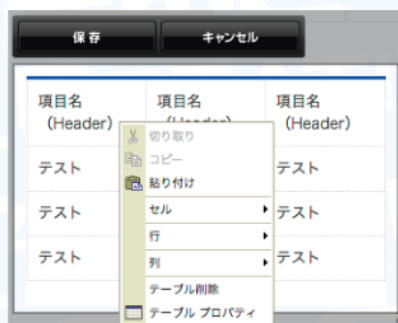 保存 キャンセル
項目名 項目名 項目名
（Header） （Header） （Header）
切り取り
テスト コピー テスト
貼り付け
テスト セル テスト
行
テスト 列 テスト
テーブル削除
テーブル プロパティ